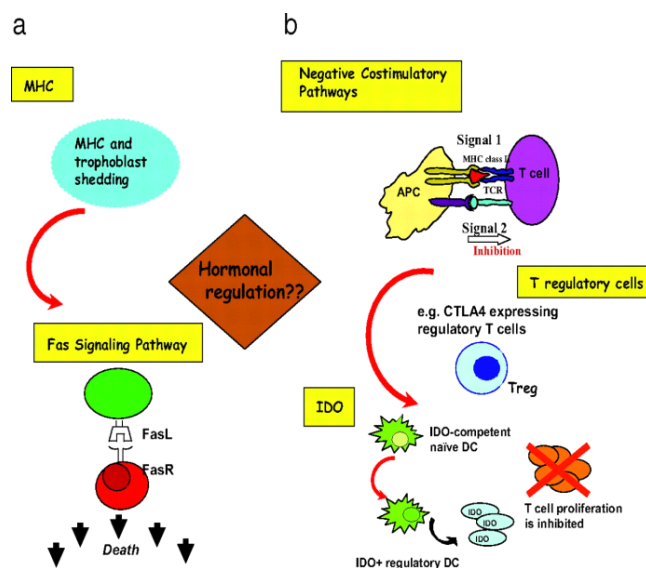 a
MHC
MHC and
trophoblast
shedding
Hormonal
regulation??
Fas Signaling Pathway
FasL
FasR
Death
b
Negative Costimulatory
Pathways
Signal 1
MHC class I
T cell
APC
TCR
Signal 2
Inhibition
T regulatory cells
e.g. CTLA4 expressing
regulatory T cells
Treg
IDO
IDO-competent
naïve DC
IDO
IDO
IDO
T cell proliferation
is inhibited
IDO+ regulatory DC